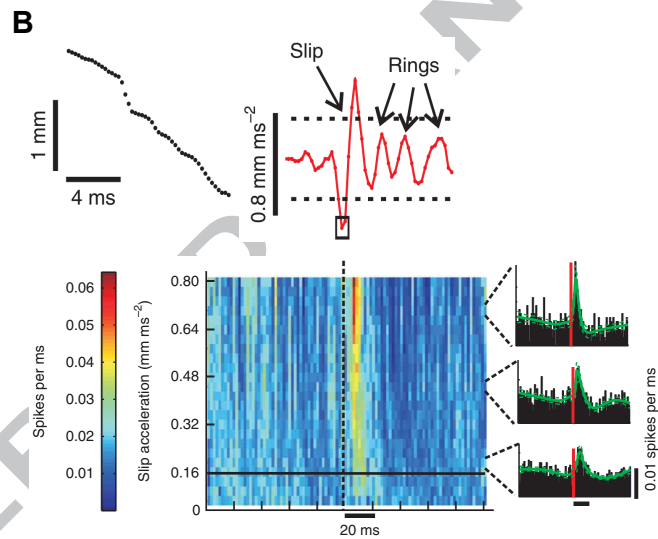 B
Slip
Rings
1 mm
4 ms
0.8 mm ms⁻²
Spikes per ms
0.06
0.05
0.04
0.03
0.02
0.01
Slip acceleration (mm ms⁻²)
0.80
0.64
0.48
0.32
0.16
0
20 ms
0.01 spikes per ms